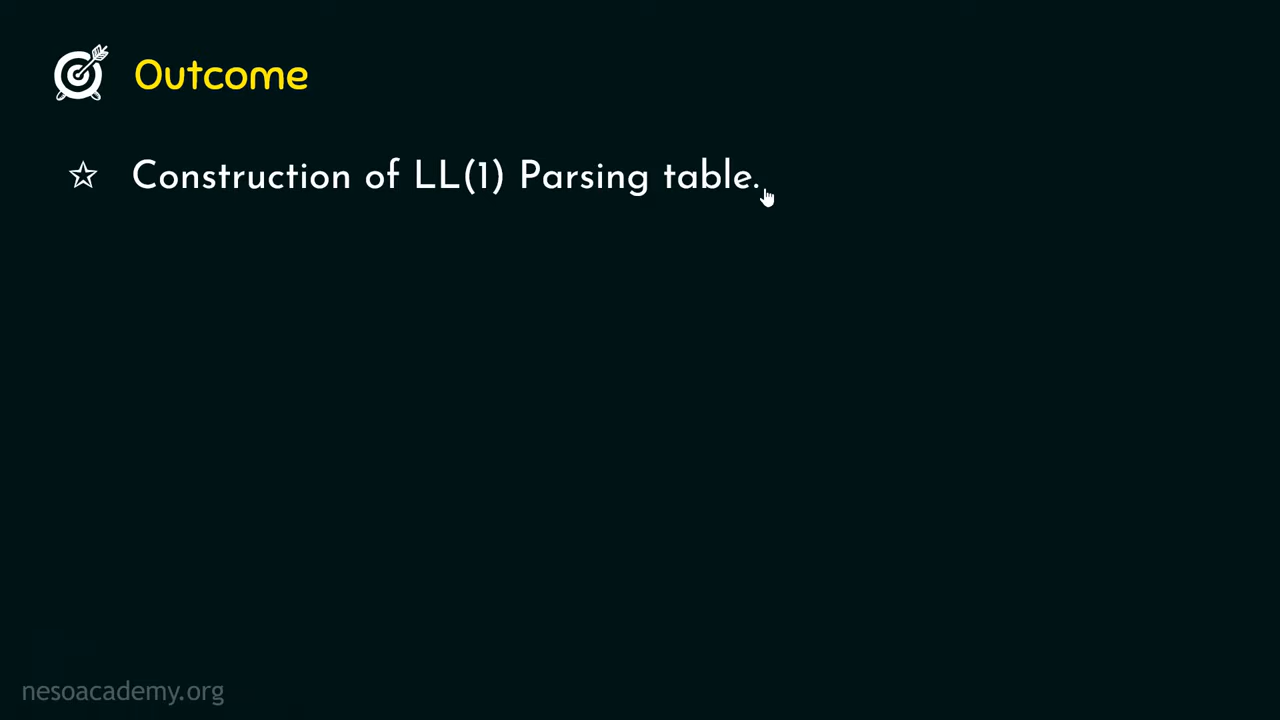 Outcome
☆ Construction of LL(1) Parsing table.
nesoacademy.org